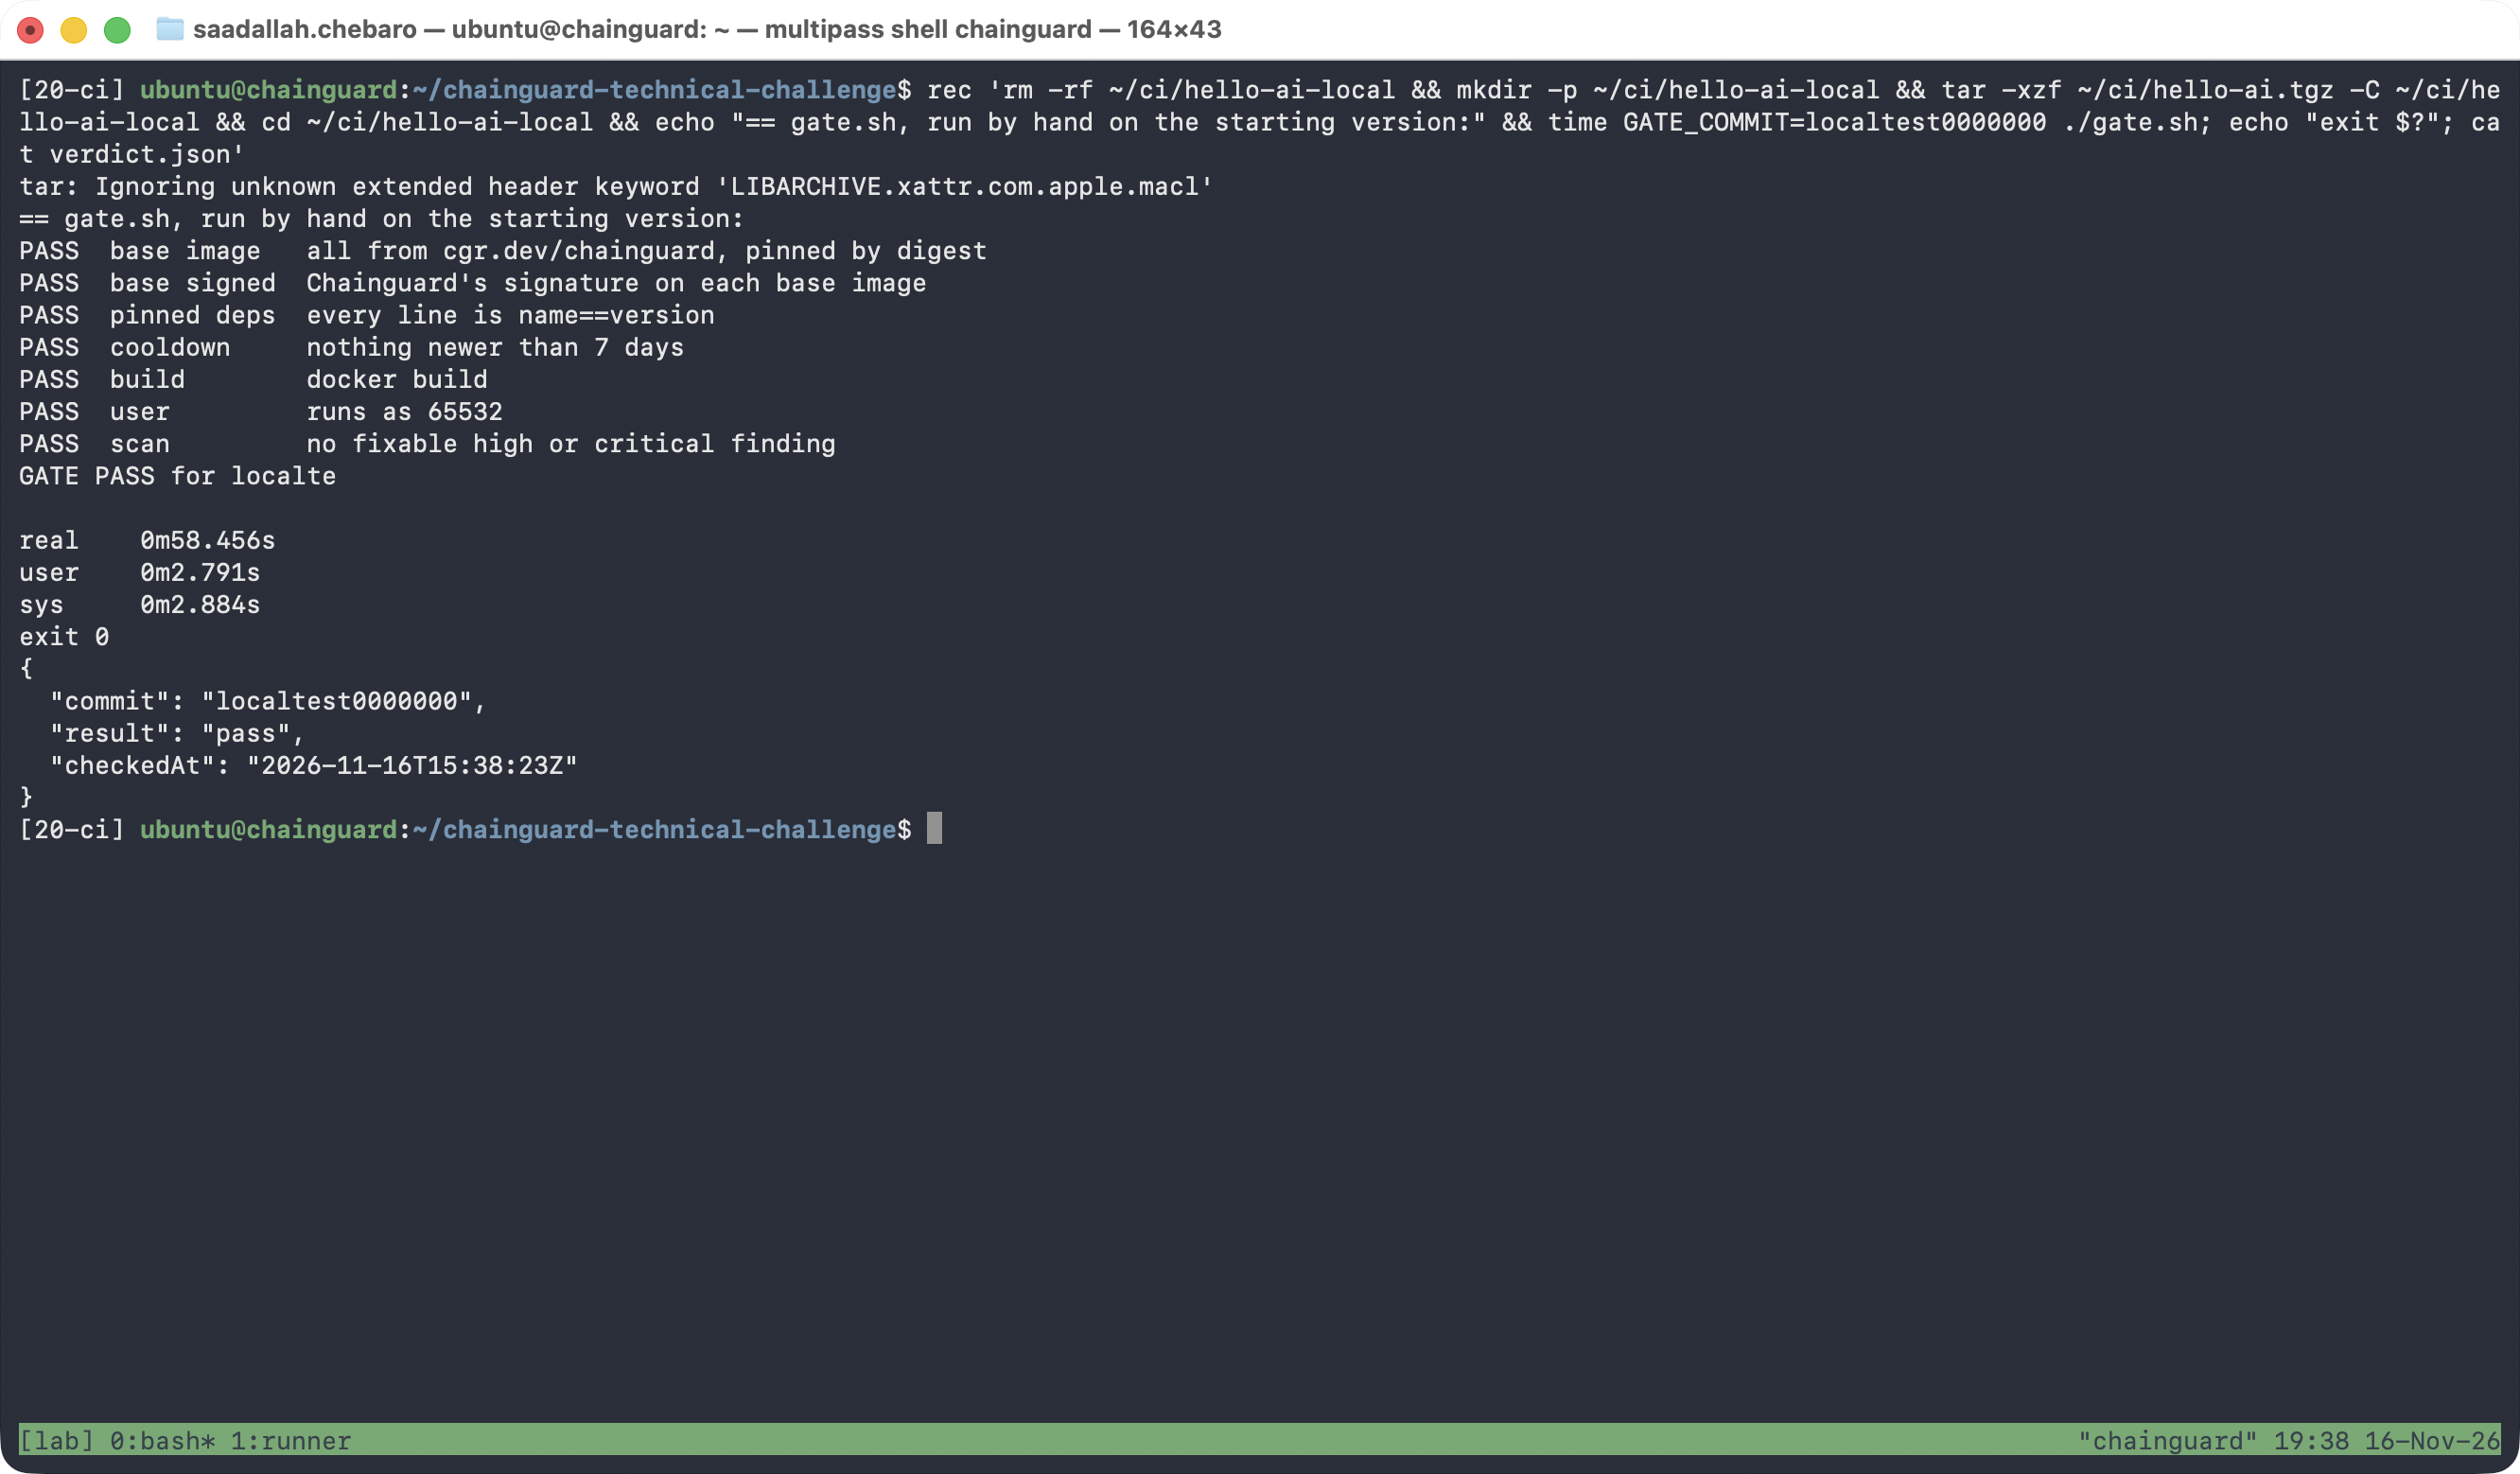 saadallah.chebaro — ubuntu@chainguard: ~ — multipass shell chainguard — 164×43
[20-ci] ubuntu@chainguard:~/chainguard-technical-challenge$ rec 'rm -rf ~/ci/hello-ai-local && mkdir -p ~/ci/hello-ai-local && tar -xzf ~/ci/hello-ai.tgz -C ~/ci/he
llo-ai-local && cd ~/ci/hello-ai-local && echo "== gate.sh, run by hand on the starting version:" && time GATE_COMMIT=localtest0000000 ./gate.sh; echo "exit $?"; ca
t verdict.json'
tar: Ignoring unknown extended header keyword 'LIBARCHIVE.xattr.com.apple.macl'
== gate.sh, run by hand on the starting version:
PASS  base image   all from cgr.dev/chainguard, pinned by digest
PASS  base signed  Chainguard's signature on each base image
PASS  pinned deps  every line is name==version
PASS  cooldown     nothing newer than 7 days
PASS  build        docker build
PASS  user         runs as 65532
PASS  scan         no fixable high or critical finding
GATE PASS for localte
real    0m58.456s
user    0m2.791s
sys     0m2.884s
exit 0
{
  "commit": "localtest0000000",
  "result": "pass",
  "checkedAt": "2026-11-16T15:38:23Z"
}
[20-ci] ubuntu@chainguard:~/chainguard-technical-challenge$
[lab] 0:bash* 1:runner "chainguard" 19:38 16-Nov-26